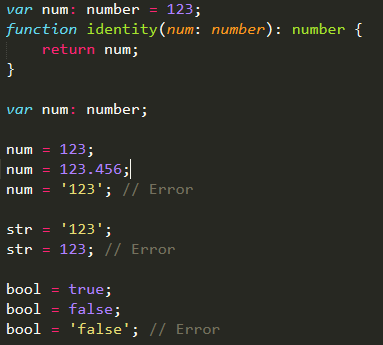 var num: number = 123;
function identity(num: number): number {
    return num;
}

var num: number;

num = 123;
num = 123.456;
num = '123'; // Error

str = '123';
str = 123; // Error

bool = true;
bool = false;
bool = 'false'; // Error